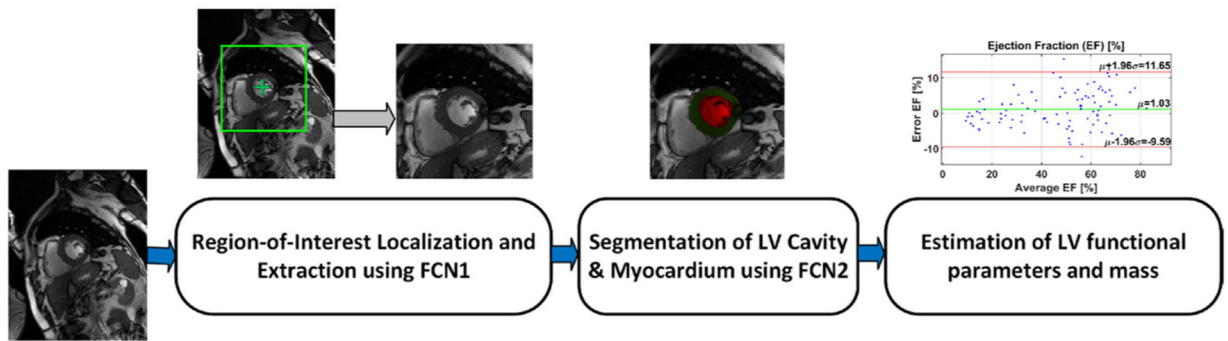 Ejection Fraction (EF) [%]
μ+1.96σ=11.65
10
μ=1.03
Error EF [%]
0
μ-1.96σ=-9.59
-10
0 20 40 60 80
Average EF [%]
Region-of-Interest Localization and
Extraction using FCN1
Segmentation of LV Cavity
& Myocardium using FCN2
Estimation of LV functional
parameters and mass